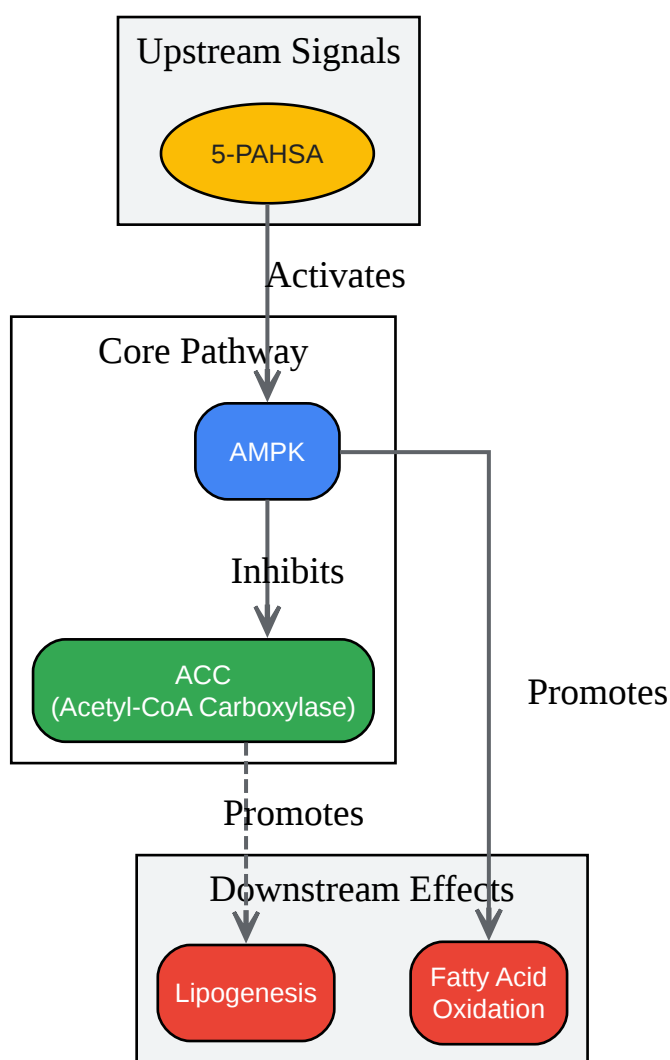 Upstream Signals
5-PAHSA
Activates
Core Pathway
AMPK
Inhibits
ACC
(Acetyl-CoA Carboxylase)
Promotes
Promotes
Downstream Effects
Lipogenesis
Fatty Acid
Oxidation